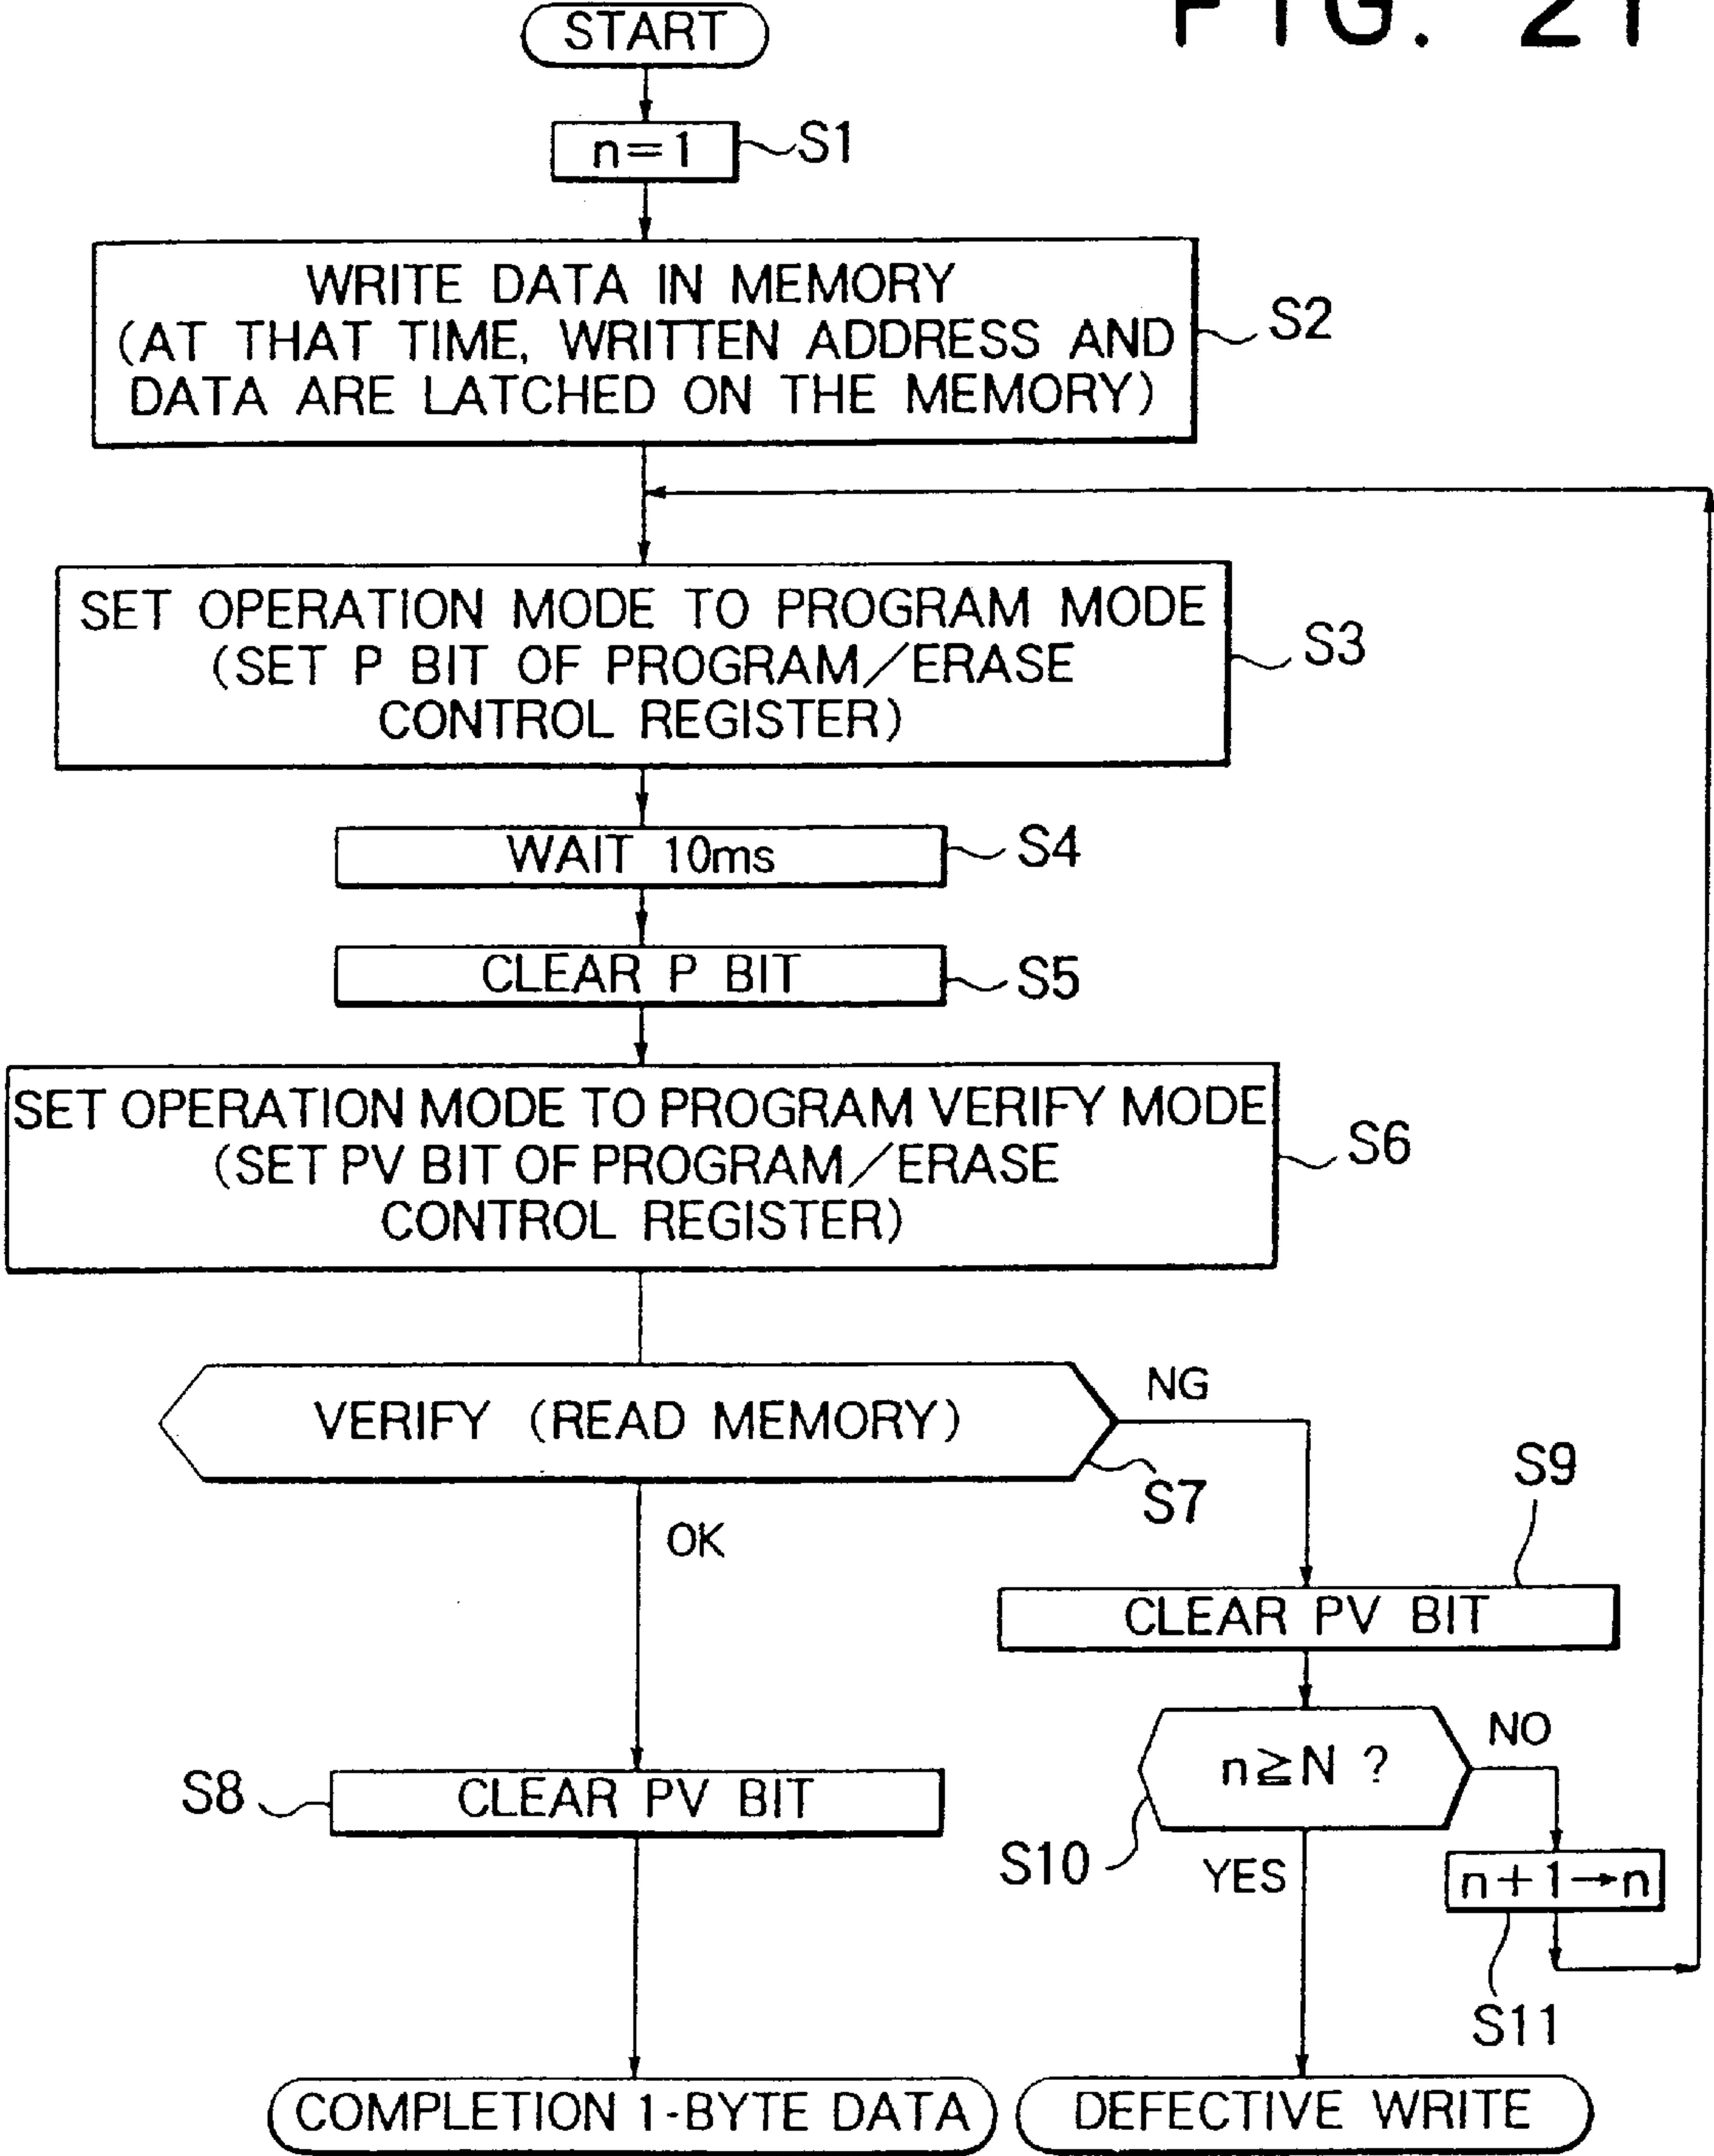 FIG. 21
START
n=1
S1
WRITE DATA IN MEMORY
(AT THAT TIME, WRITTEN ADDRESS AND
DATA ARE LATCHED ON THE MEMORY)
S2
SET OPERATION MODE TO PROGRAM MODE
(SET P BIT OF PROGRAM/ERASE
CONTROL REGISTER)
S3
WAIT 10ms
S4
CLEAR P BIT
S5
SET OPERATION MODE TO PROGRAM VERIFY MODE
(SET PV BIT OF PROGRAM/ERASE
CONTROL REGISTER)
S6
VERIFY (READ MEMORY)
NG
S7
OK
S9
CLEAR PV BIT
n≧N ?
NO
S10
YES
n+1→n
S11
S8
CLEAR PV BIT
COMPLETION 1-BYTE DATA
DEFECTIVE WRITE